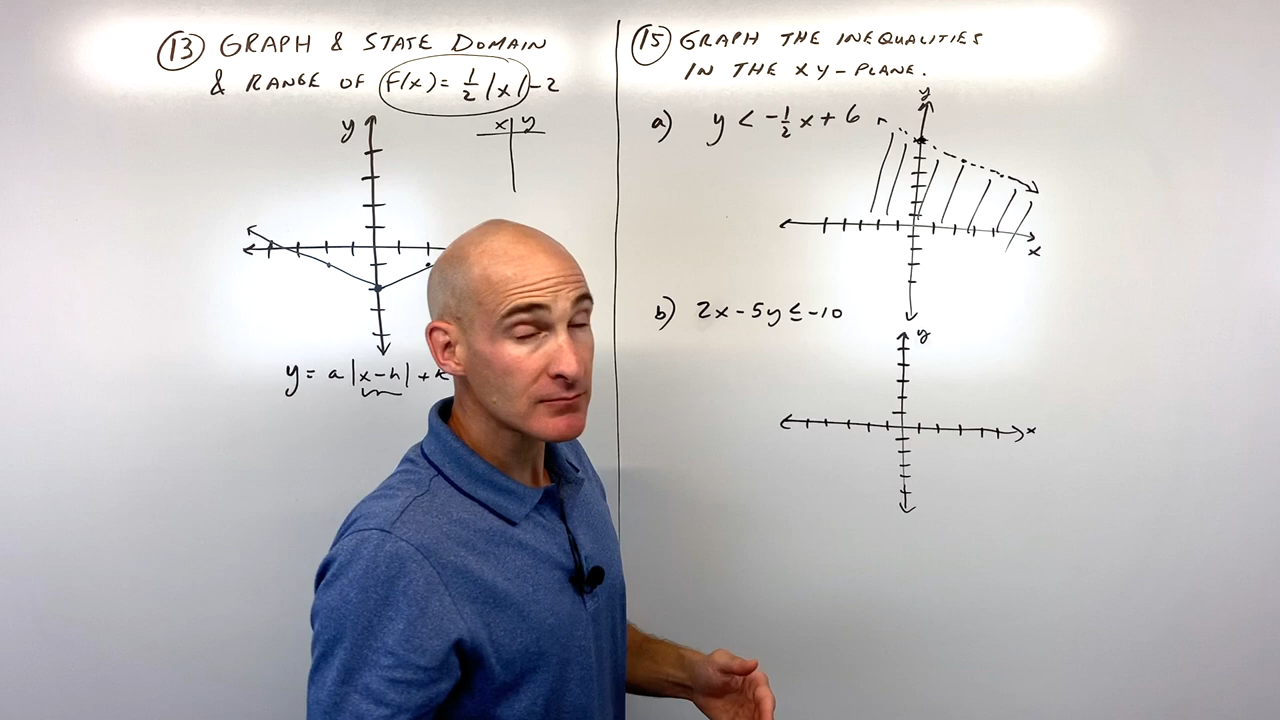 13 GRAPH & STATE DOMAIN
& RANGE OF f(x) = 1/2 |x| - 2
y
x y
y = a |x-h| + k
15 GRAPH THE INEQUALITIES
IN THE XY-PLANE.
a) y < -1/2 x + 6
y
x
b) 2x - 5y ≤ -10
y
x